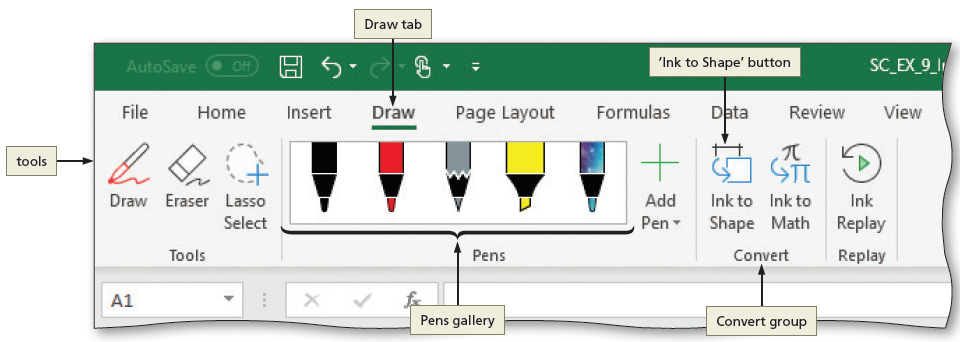 Draw tab
AutoSave Off
'Ink to Shape' button
SC_EX_9_I
File Home Insert Draw Page Layout Formulas Data Review View
tools
Draw Eraser Lasso Select
Add Pen
Ink to Shape
Ink to Math
Ink Replay
Tools Pens Convert Replay
A1
fx
Pens gallery
Convert group